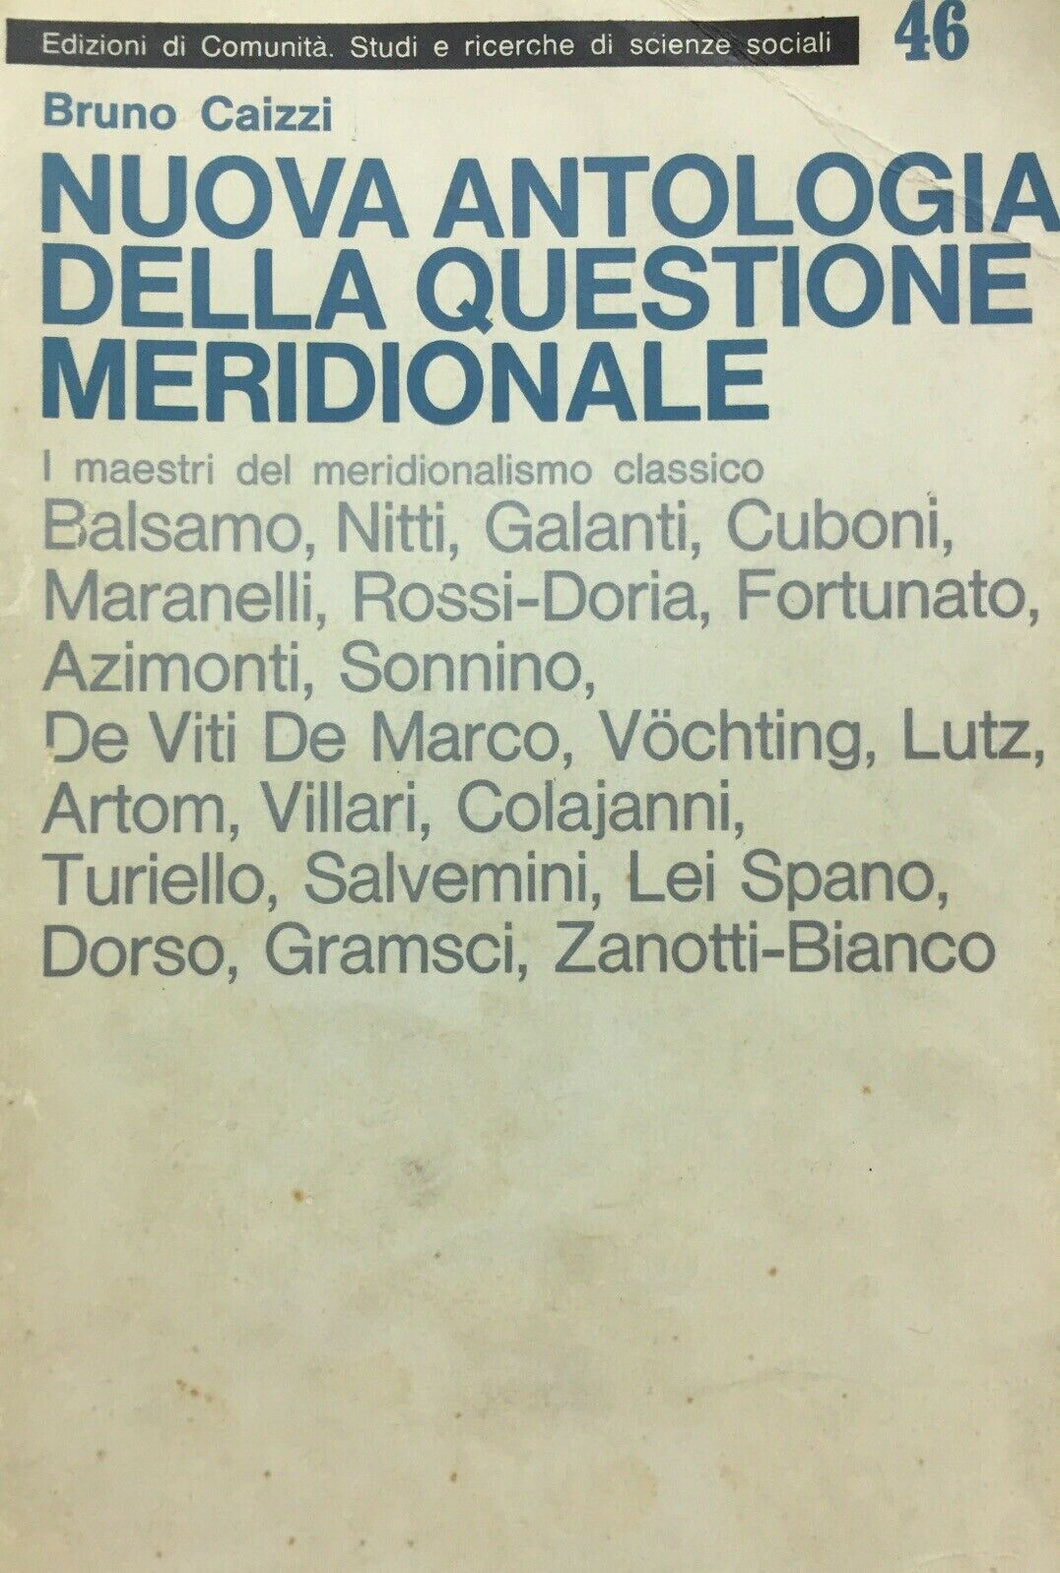 Edizioni di Comunità. Studi e ricerche di scienze sociali
46
Bruno Caizzi
NUOVA ANTOLOGIA
DELLA QUESTIONE
MERIDIONALE
I maestri del meridionalismo classico
Balsamo, Nitti, Galanti, Cuboni,
Maranelli, Rossi-Doria, Fortunato,
Azimonti, Sonnino,
De Viti De Marco, Vöchting, Lutz,
Artom, Villari, Colajanni,
Turiello, Salvemini, Lei Spano,
Dorso, Gramsci, Zanotti-Bianco